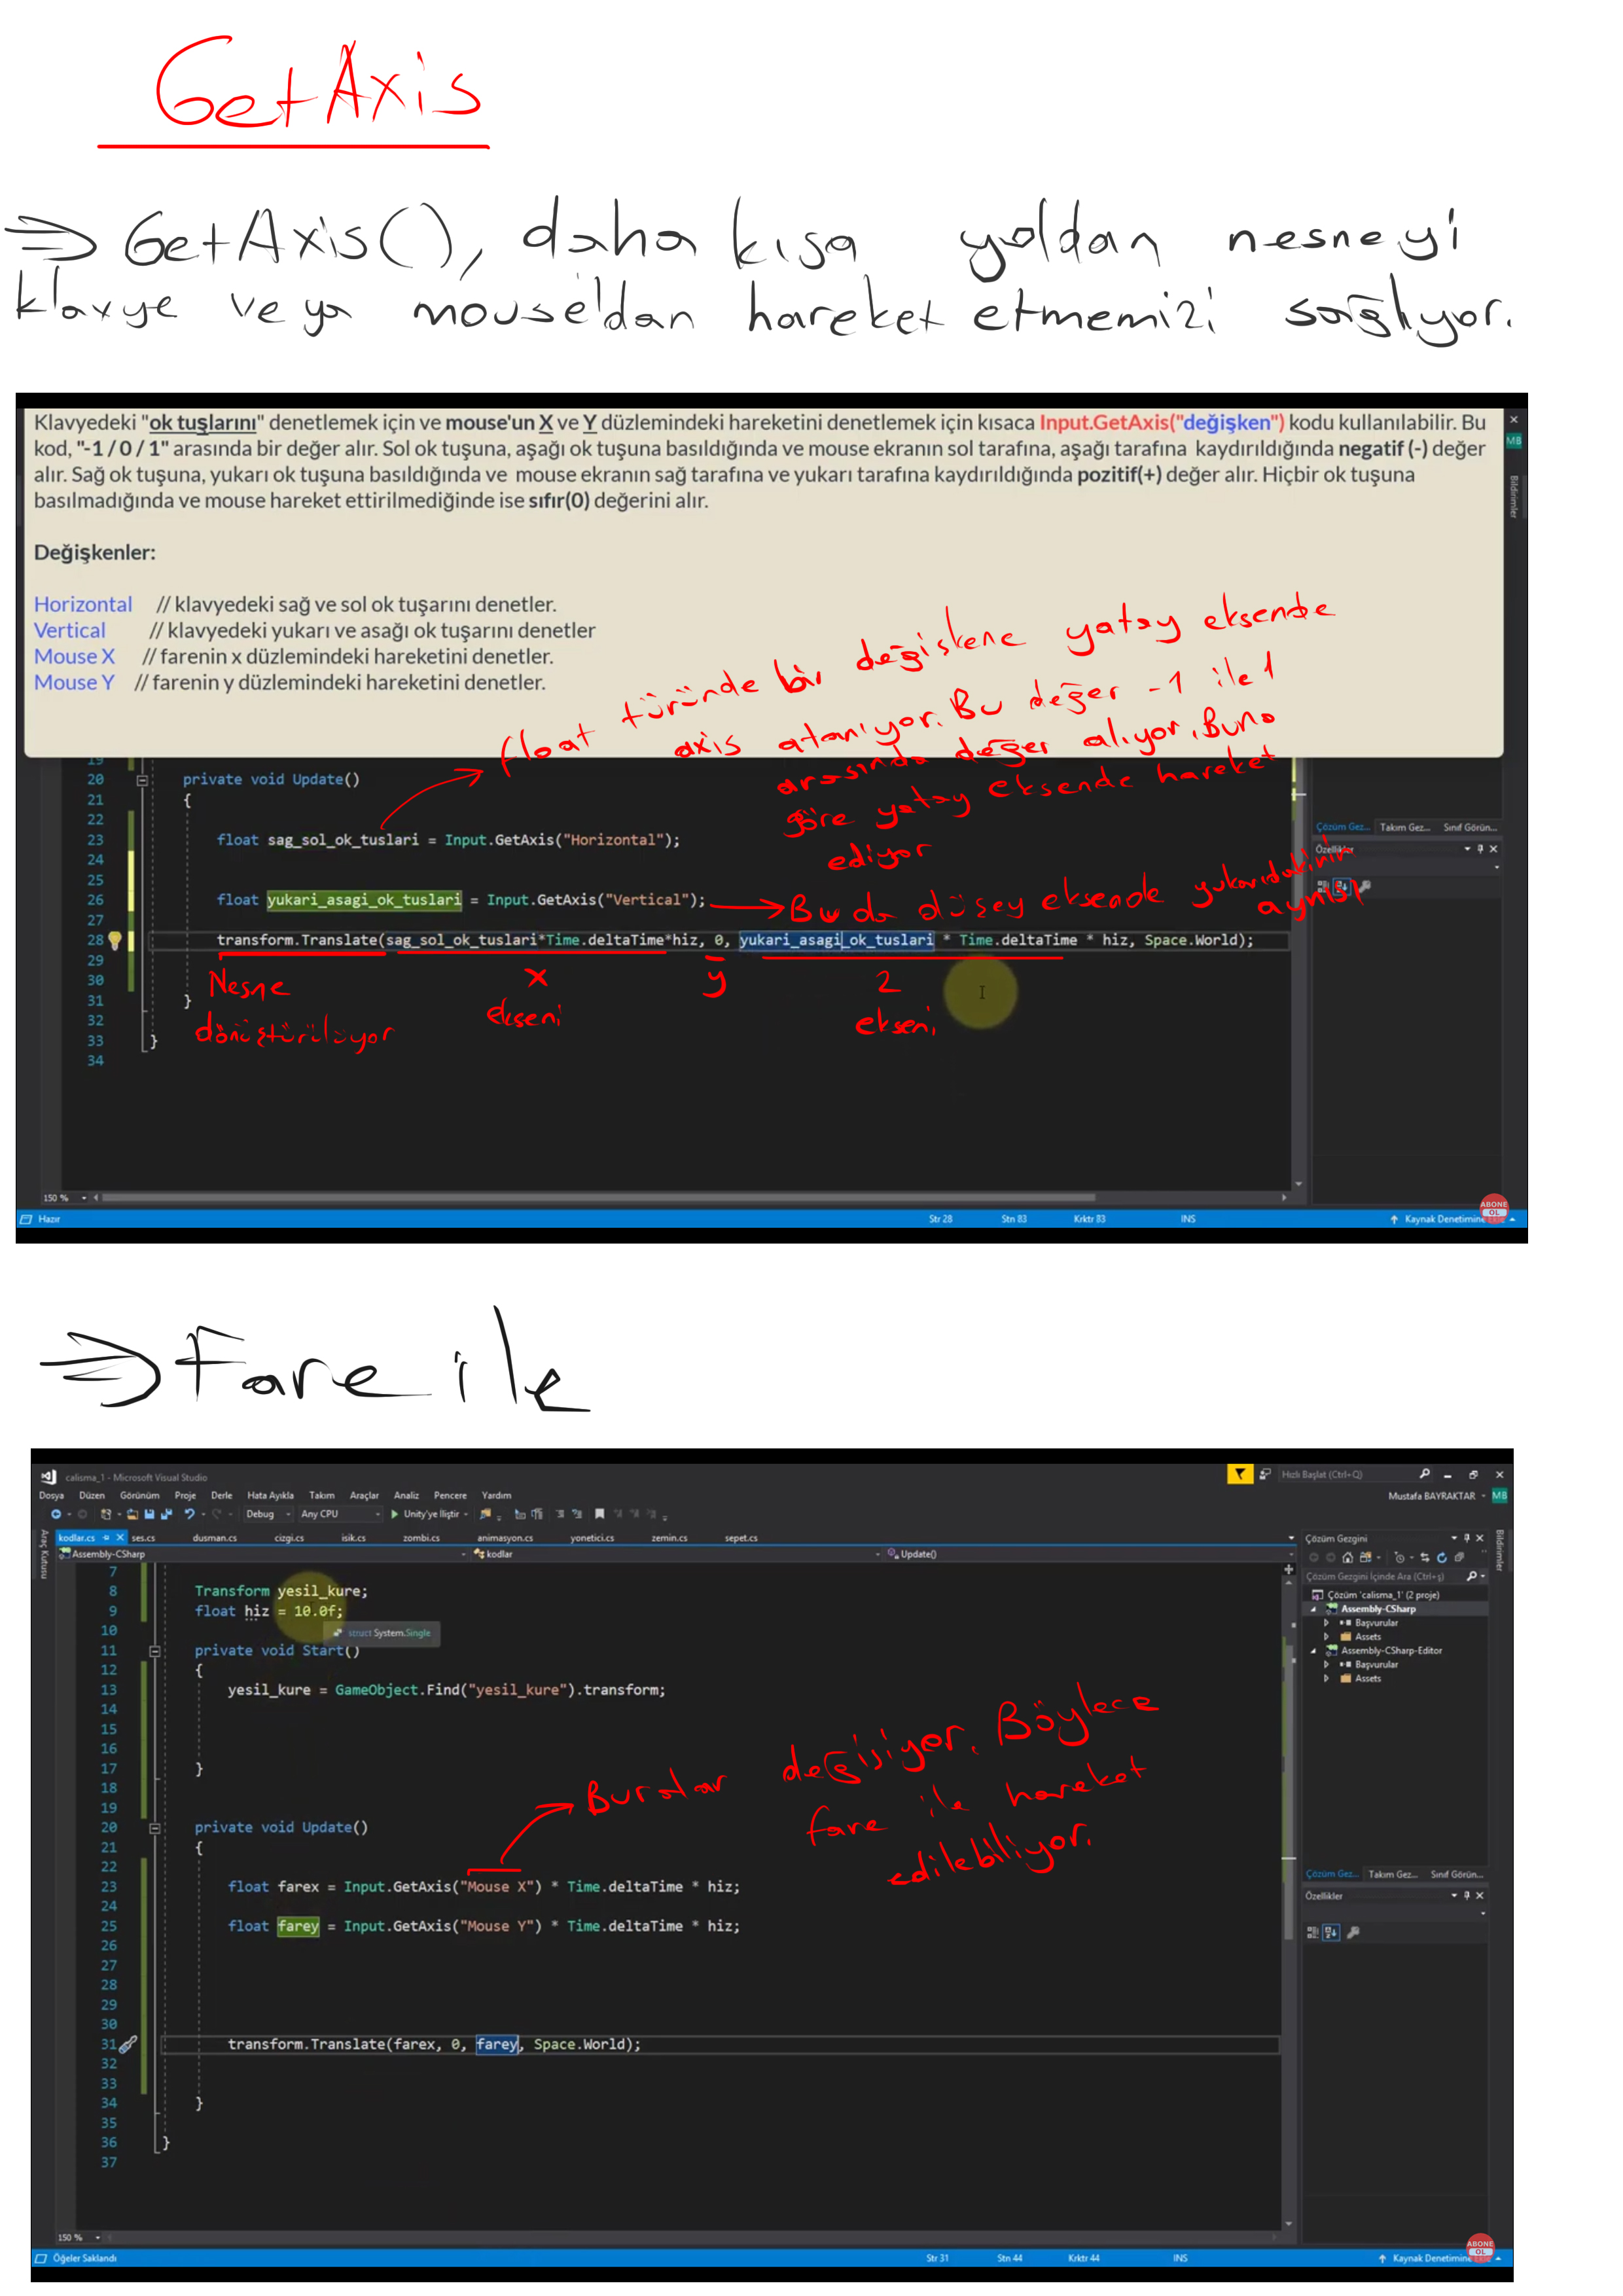 GetAxis
⇒ GetAxis(), daha kısa yoldan nesneyi
klavye ve ya mouse'dan hareket etmemizi sağlıyor.
Klavyedeki "ok tuşlarını" denetlemek için ve mouse'un X ve Y düzlemindeki hareketini denetlemek için kısaca Input.GetAxis("değişken") kodu kullanılabilir. Bu
kod, "-1 / 0 / 1" arasında bir değer alır. Sol ok tuşuna, aşağı ok tuşuna basıldığında ve mouse ekranın sol tarafına, aşağı tarafına kaydırıldığında negatif (-) değer
alır. Sağ ok tuşuna, yukarı ok tuşuna basıldığında ve mouse ekranın sağ tarafına ve yukarı tarafına kaydırıldığında pozitif(+) değer alır. Hiçbir ok tuşuna
basılmadığında ve mouse hareket ettirilmediğinde ise sıfır(0) değerini alır.
Değişkenler:
Horizontal // klavyedeki sağ ve sol ok tuşarını denetler.
Vertical // klavyedeki yukarı ve asağı ok tuşarını denetler
Mouse X // farenin x düzlemindeki hareketini denetler.
Mouse Y // farenin y düzlemindeki hareketini denetler.
MB
Bildirimler
float türünde bir değişkene yatay eksende
axis atanıyor. Bu değer -1 ile 1
arasında değer alıyor. Buna
göre yatay eksende hareket
ediyor
19
20 private void Update()
21 {
22
23 float sag_sol_ok_tuslari = Input.GetAxis("Horizontal");
24
25
26 float yukari_asagi_ok_tuslari = Input.GetAxis("Vertical");
→ Bu da düşey eksende yukarıdakinin
aynısı
27
28 transform.Translate(sag_sol_ok_tuslari*Time.deltaTime*hiz, 0, yukari_asagi_ok_tuslari * Time.deltaTime * hiz, Space.World);
29
30
31 }
32
33 }
34
Nesne
dönüştürülüyor
x
ekseni
y
z
ekseni
Çözüm Gez... Takım Gez... Sınıf Görün...
Özellikler
150 %
Hazır Str 28 Stn 83 Krktr 83 INS Kaynak Denetimine Ekle
ABONE
OL
⇒ Fare ile
calisma_1 - Microsoft Visual Studio Hızlı Başlat (Ctrl+Q)
Dosya Düzen Görünüm Proje Derle Hata Ayıkla Takım Araçlar Analiz Pencere Yardım Mustafa BAYRAKTAR MB
Debug Any CPU Unity'ye İliştir
Araç Kutusu
kodlar.cs ses.cs dusman.cs cizgi.cs isik.cs zombi.cs animasyon.cs yonetici.cs zemin.cs sepet.cs
Assembly-CSharp kodlar Update()
7
8 Transform yesil_kure;
9 float hiz = 10.0f;
struct System.Single
10
11 private void Start()
12 {
13 yesil_kure = GameObject.Find("yesil_kure").transform;
14
15
16
17 }
18
19
20 private void Update()
21 {
22
23 float farex = Input.GetAxis("Mouse X") * Time.deltaTime * hiz;
24
25 float farey = Input.GetAxis("Mouse Y") * Time.deltaTime * hiz;
26
27
28
29
30
31 transform.Translate(farex, 0, farey, Space.World);
32
33
34 }
35
36 }
37
Buralar değişiyor. Böylece
fare ile hareket
edilebiliyor.
Çözüm Gezgini
Çözüm Gezgini İçinde Ara (Ctrl+ş)
Çözüm 'calisma_1' (2 proje)
Assembly-CSharp
Başvurular
Assets
Assembly-CSharp-Editor
Başvurular
Assets
Bildirimler
Çözüm Gez... Takım Gez... Sınıf Görün...
Özellikler
150 %
Öğeler Saklandı Str 31 Stn 44 Krktr 44 INS Kaynak Denetimine
ABONE
OL